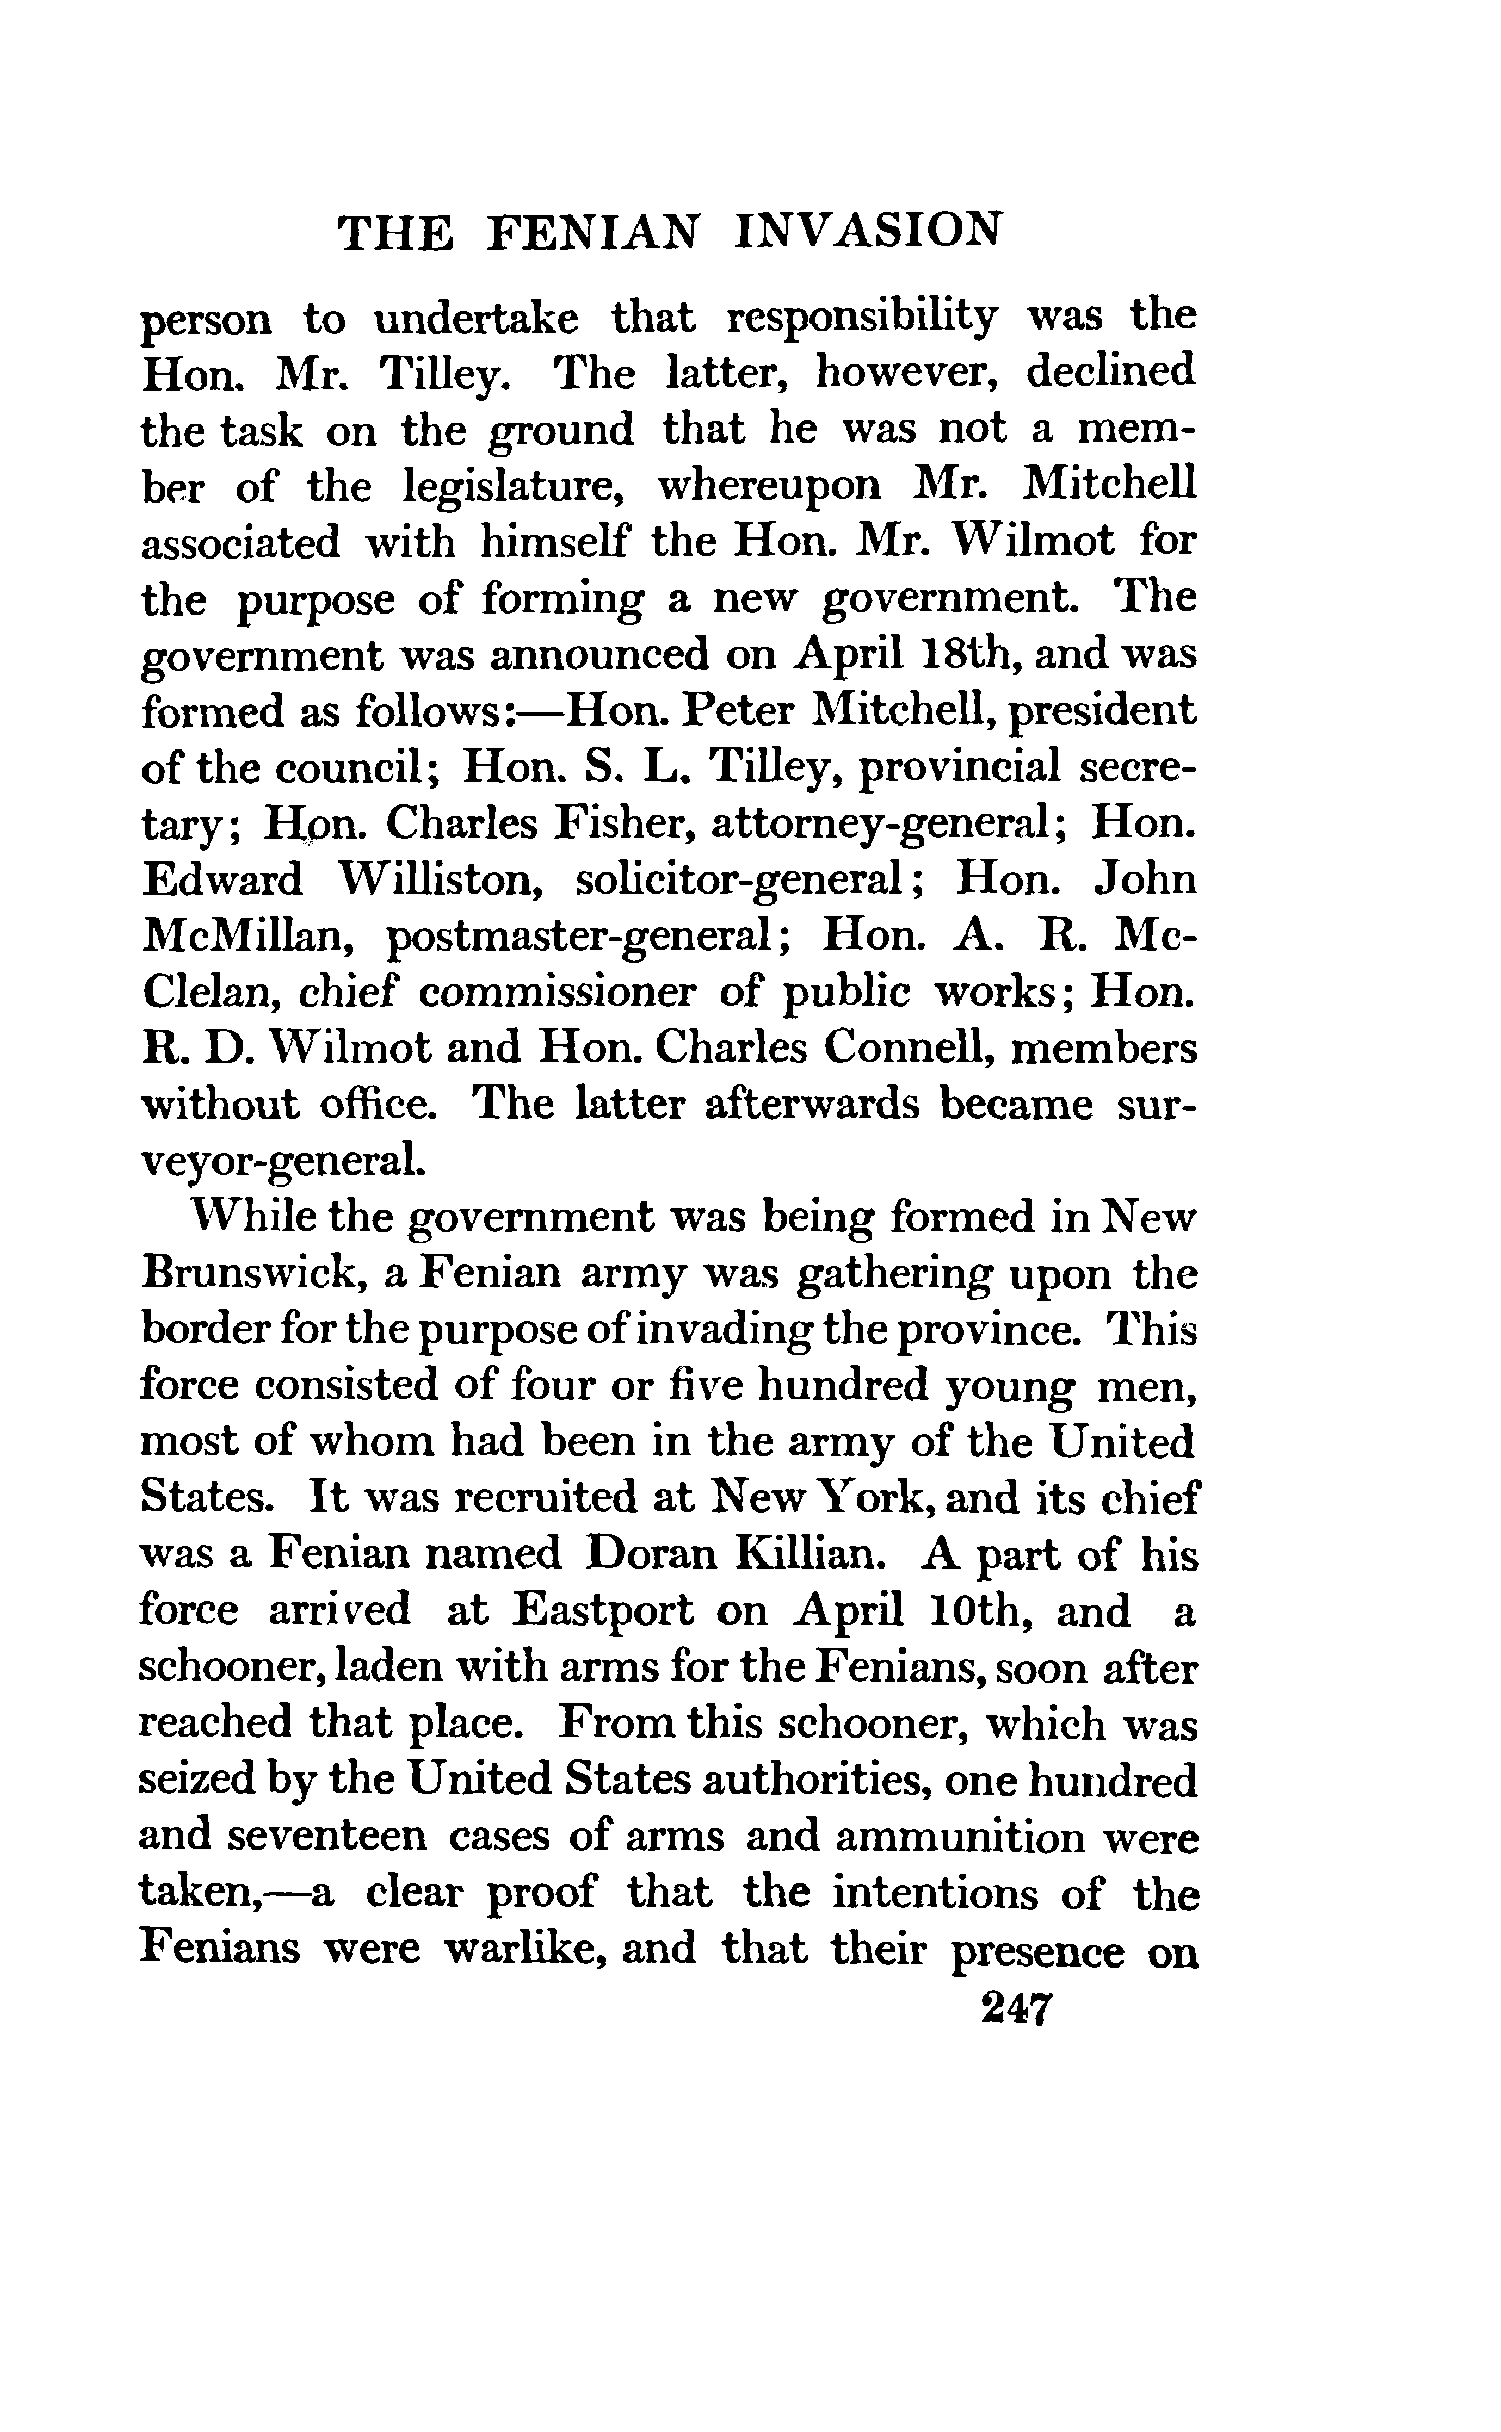 THE FENIAN INVASION
person to undertake that responsibility was the
Hon. Mr. Tilley. The latter, however, declined
the task on the ground that he was not a mem-
ber of the legislature, whereupon Mr. Mitchell
associated with himself the Hon. Mr. Wilmot for
the purpose of forming a new government. The
government was announced on April 18th, and was
formed as follows:—Hon. Peter Mitchell, president
of the council; Hon. S. L. Tilley, provincial secre-
tary; Hon. Charles Fisher, attorney-general; Hon.
Edward Williston, solicitor-general; Hon. John
McMillan, postmaster-general; Hon. A. R. Mc-
Clelan, chief commissioner of public works; Hon.
R. D. Wilmot and Hon. Charles Connell, members
without office. The latter afterwards became sur-
veyor-general.
While the government was being formed in New
Brunswick, a Fenian army was gathering upon the
border for the purpose of invading the province. This
force consisted of four or five hundred young men,
most of whom had been in the army of the United
States. It was recruited at New York, and its chief
was a Fenian named Doran Killian. A part of his
force arrived at Eastport on April 10th, and a
schooner, laden with arms for the Fenians, soon after
reached that place. From this schooner, which was
seized by the United States authorities, one hundred
and seventeen cases of arms and ammunition were
taken,—a clear proof that the intentions of the
Fenians were warlike, and that their presence on
247